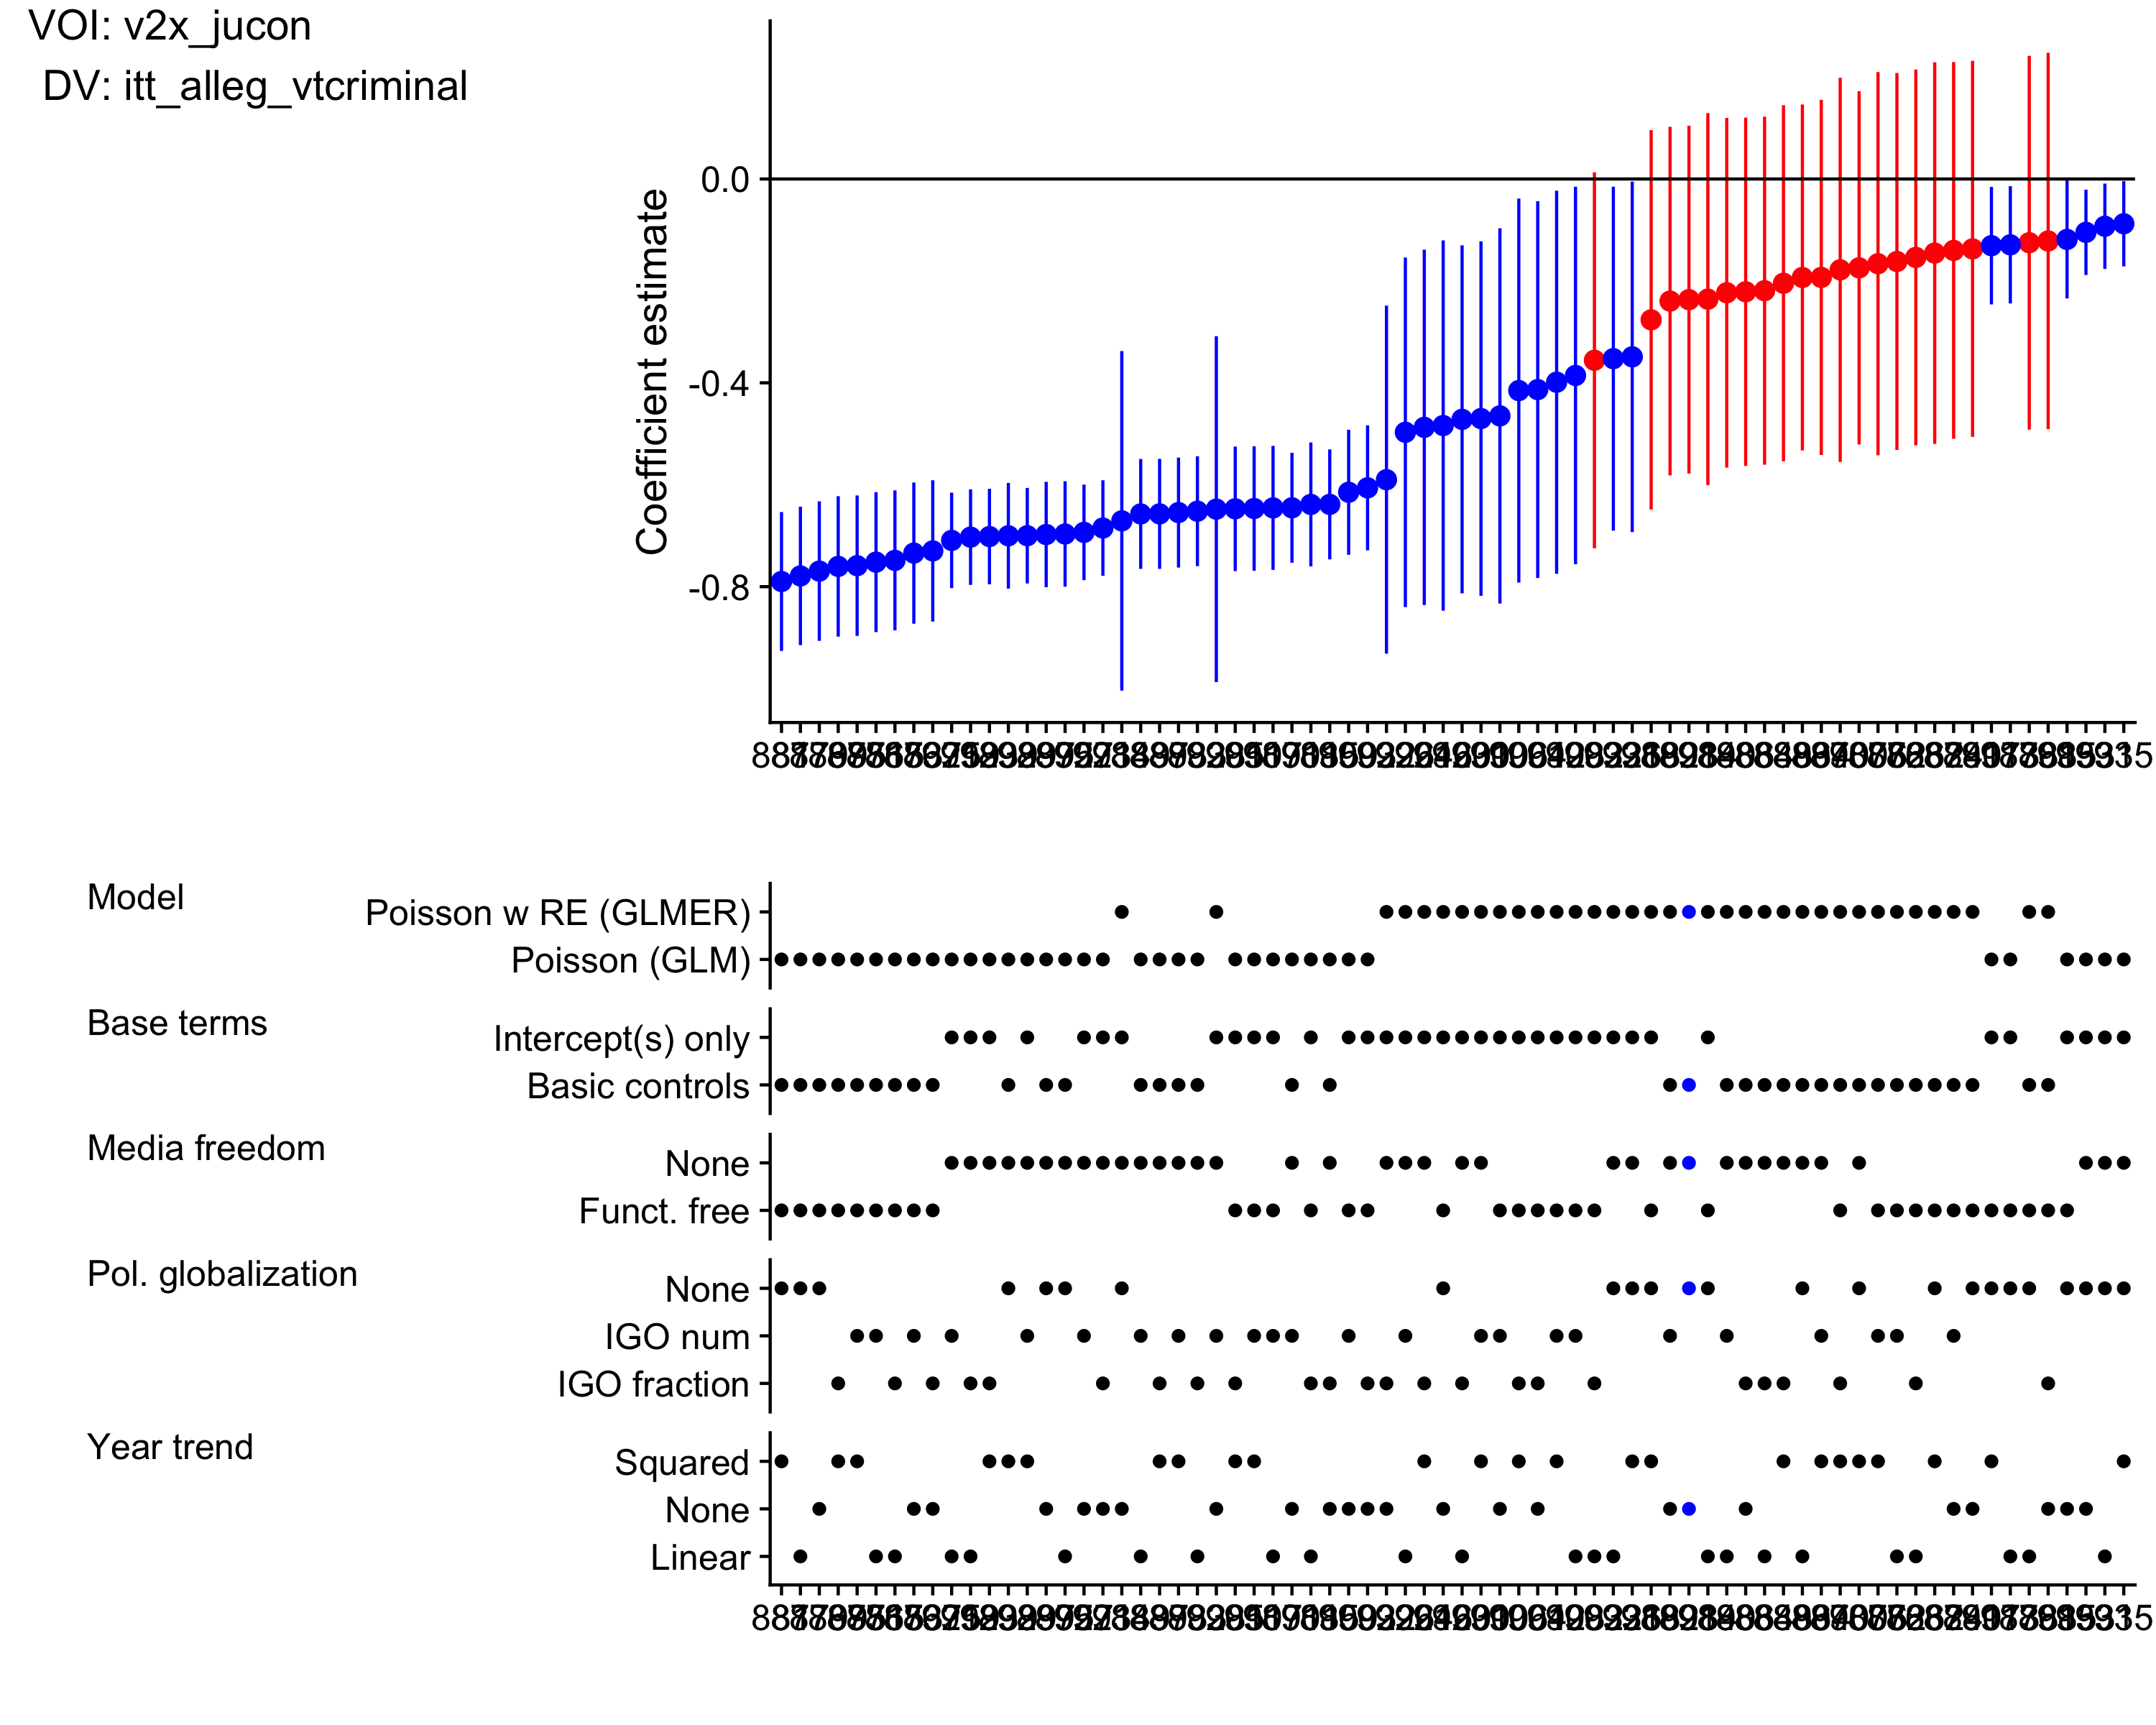 VOI: v2x_jucon
DV: itt_alleg_vtcriminal
Coefficient estimate
0.0
-0.4
-0.8
Model
Poisson w RE (GLMER)
Poisson (GLM)
Base terms
Intercept(s) only
Basic controls
Media freedom
None
Funct. free
Pol. globalization
None
IGO num
IGO fraction
Year trend
Squared
None
Linear